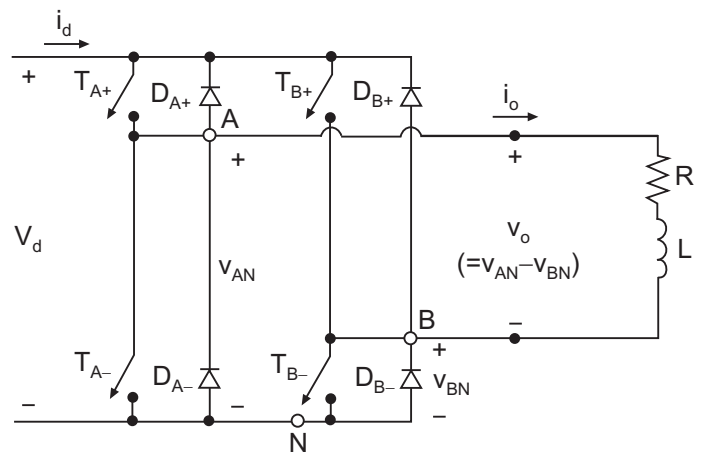 i_d
+
T_A+
D_A+
T_B+
D_B+
A
+
i_o
+
R
V_d
v_AN
v_o
(=v_AN−v_BN)
L
B
−
+
T_A−
D_A−
T_B−
D_B−
v_BN
−
−
−
N